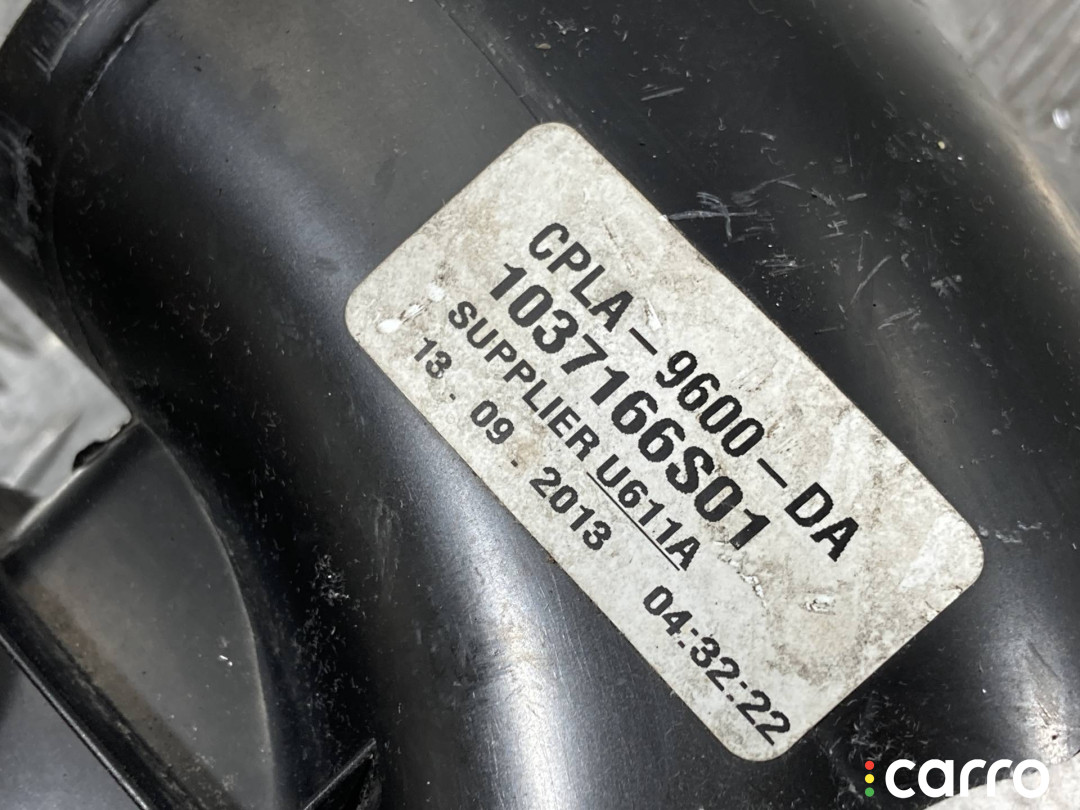 CPLA-9600-DA
1037166S01
SUPPLIER U611A
13 - 09 - 2013 04:32:22
carro